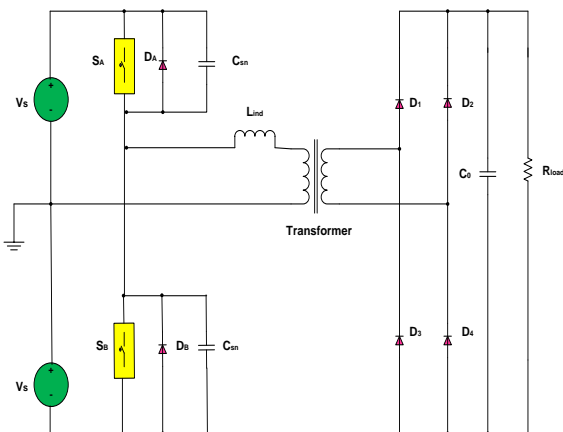 SA
DA
Csn
Vs
+
-
Lind
D1
D2
C0
Rload
Transformer
SB
DB
Csn
D3
D4
Vs
+
-